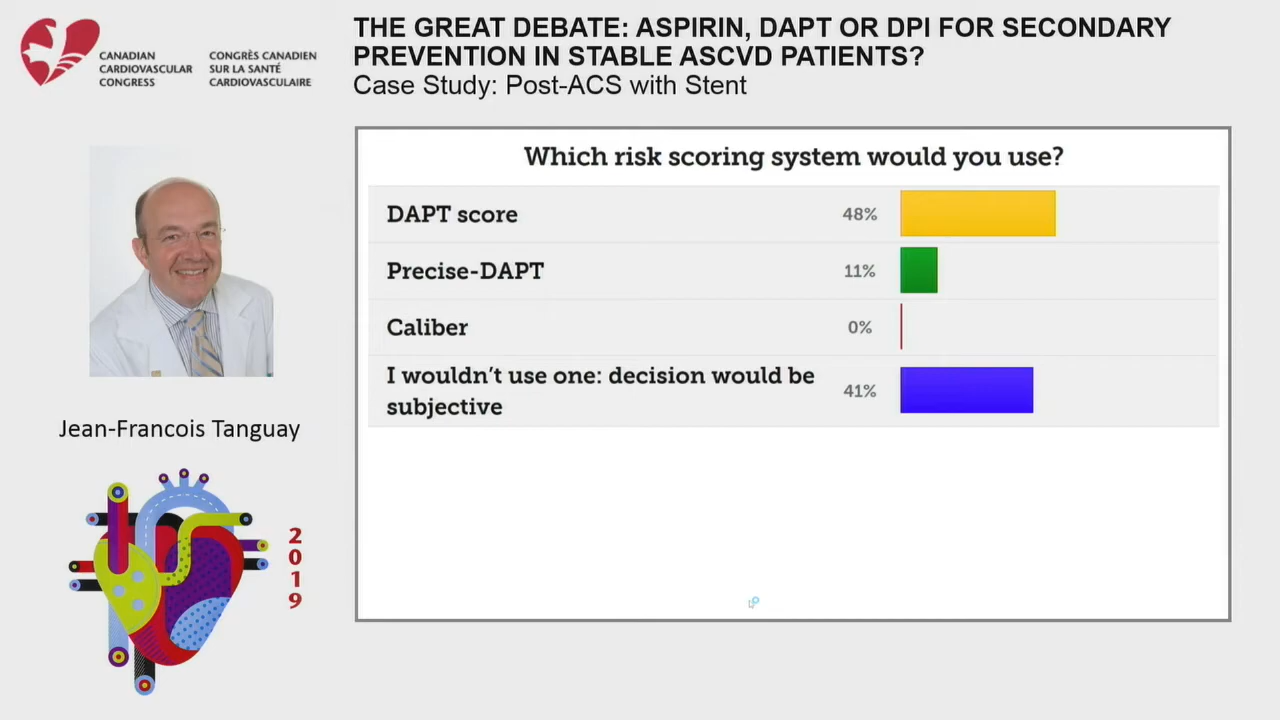 CANADIAN
CARDIOVASCULAR
CONGRESS
CONGRÈS CANADIEN
SUR LA SANTÉ
CARDIOVASCULAIRE
THE GREAT DEBATE: ASPIRIN, DAPT OR DPI FOR SECONDARY
PREVENTION IN STABLE ASCVD PATIENTS?
Case Study: Post-ACS with Stent
Which risk scoring system would you use?
DAPT score 48%
Precise-DAPT 11%
Caliber 0%
I wouldn't use one: decision would be
subjective 41%
Jean-Francois Tanguay
2
0
1
9